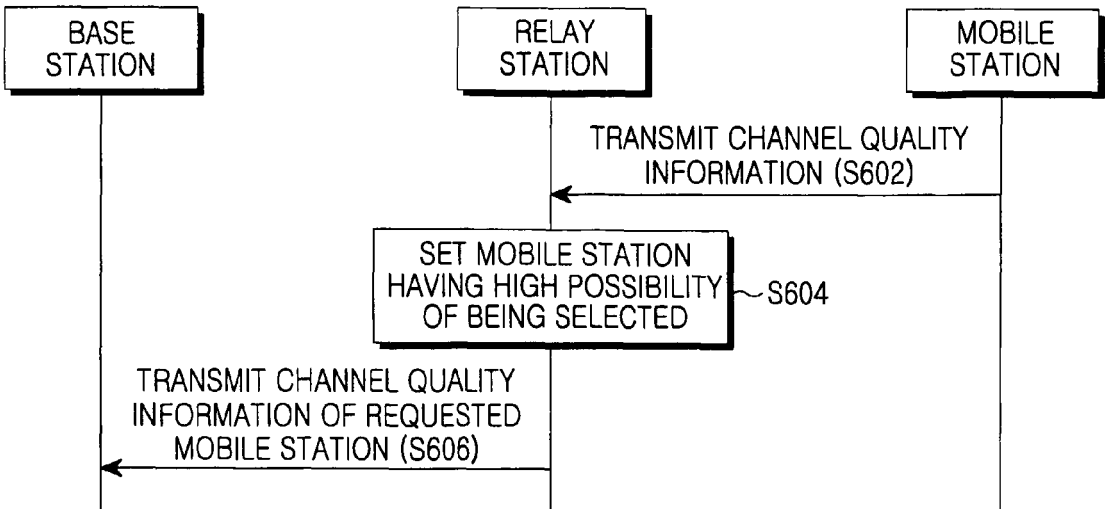 BASE
STATION
RELAY
STATION
MOBILE
STATION
TRANSMIT CHANNEL QUALITY
INFORMATION (S602)
SET MOBILE STATION
HAVING HIGH POSSIBILITY
OF BEING SELECTED
S604
TRANSMIT CHANNEL QUALITY
INFORMATION OF REQUESTED
MOBILE STATION (S606)